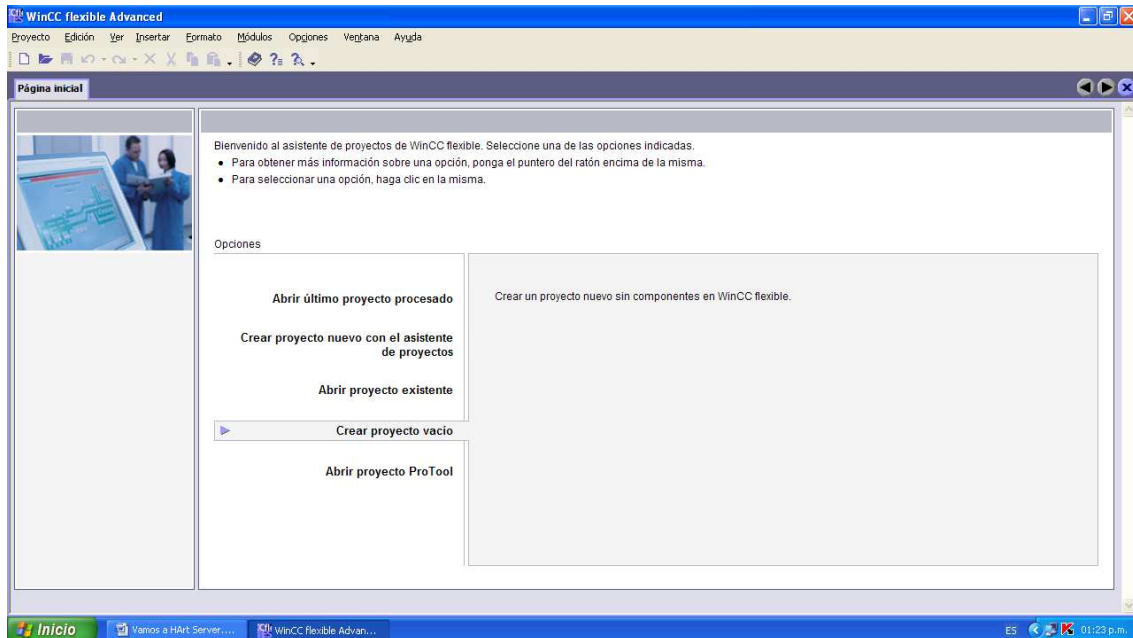 WinCC flexible Advanced
Proyecto Edición Ver Insertar Formato Módulos Opciones Ventana Ayuda
Página inicial
Bienvenido al asistente de proyectos de WinCC flexible. Seleccione una de las opciones indicadas.
• Para obtener más información sobre una opción, ponga el puntero del ratón encima de la misma.
• Para seleccionar una opción, haga clic en la misma.
Opciones
Abrir último proyecto procesado
Crear un proyecto nuevo sin componentes en WinCC flexible.
Crear proyecto nuevo con el asistente
de proyectos
Abrir proyecto existente
Crear proyecto vacío
Abrir proyecto ProTool
Inicio Vamos a HArt Server.... WinCC flexible Advan... ES 01:23 p.m.